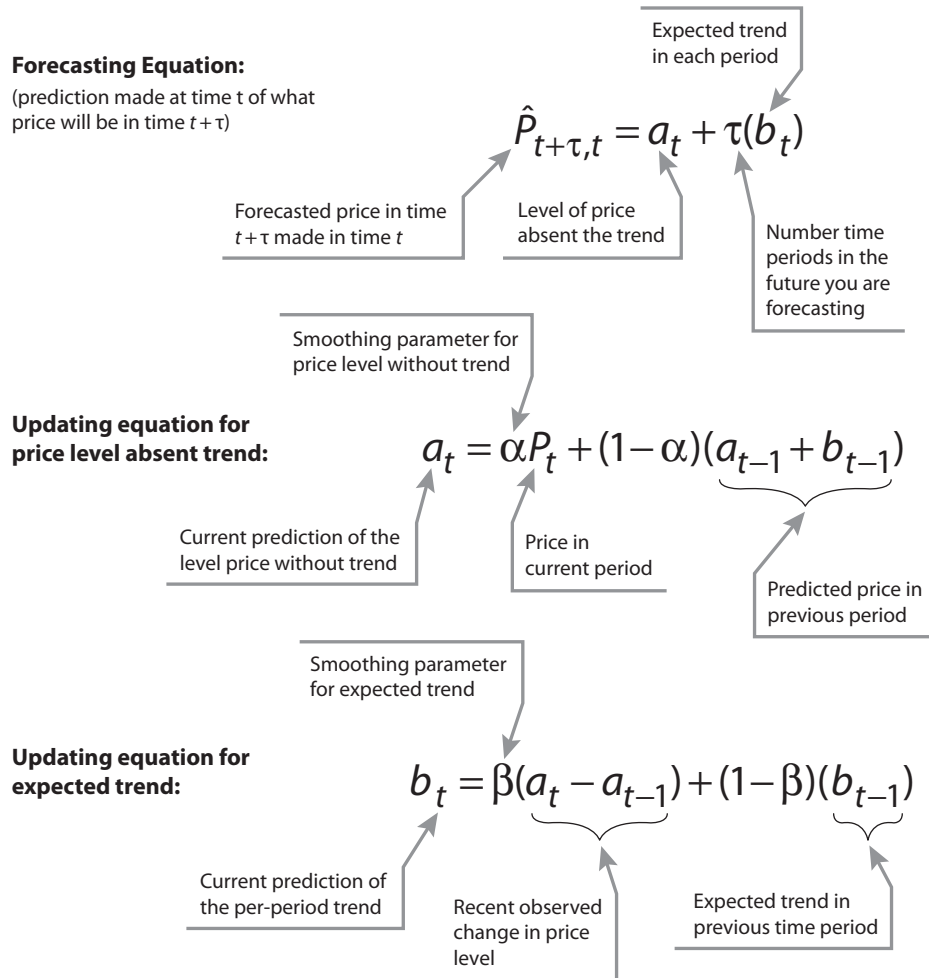 Expected trend
in each period
Forecasting Equation:
(prediction made at time t of what
price will be in time t + τ)
P̂ₜ₊τ,ₜ = aₜ + τ(bₜ)
Forecasted price in time
t + τ made in time t
Level of price
absent the trend
Number time
periods in the
future you are
forecasting
Smoothing parameter for
price level without trend
Updating equation for
price level absent trend:
aₜ = αPₜ + (1–α)(aₜ₋₁ + bₜ₋₁)
Current prediction of the
level price without trend
Price in
current period
Predicted price in
previous period
Smoothing parameter
for expected trend
Updating equation for
expected trend:
bₜ = β(aₜ – aₜ₋₁) + (1–β)(bₜ₋₁)
Current prediction of
the per-period trend
Recent observed
change in price
level
Expected trend in
previous time period